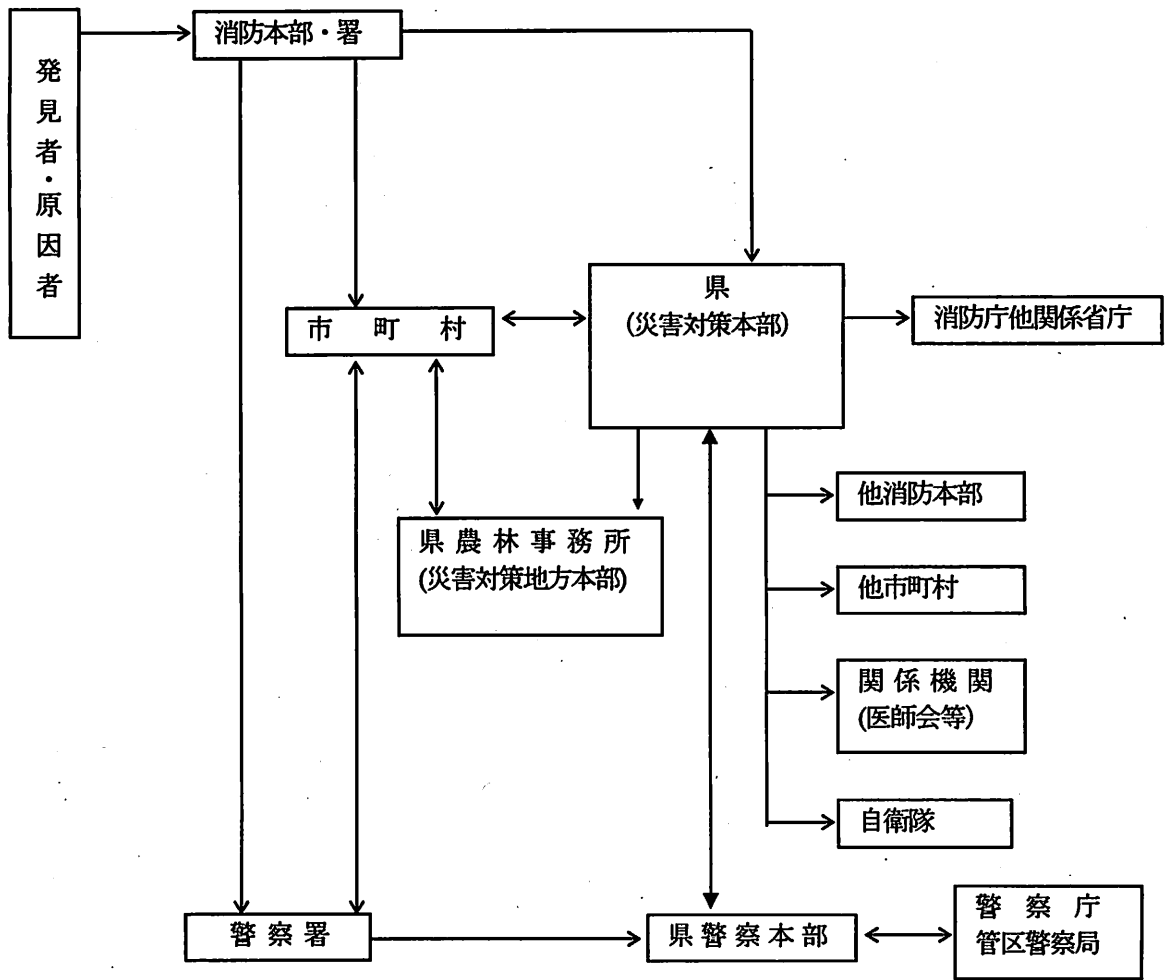 発見者・原因者
消防本部・署
市町村
県
(災害対策本部)
消防庁他関係省庁
県農林事務所
(災害対策地方本部)
他消防本部
他市町村
関係機関
(医師会等)
自衛隊
警察署
県警察本部
警察庁
管区警察局